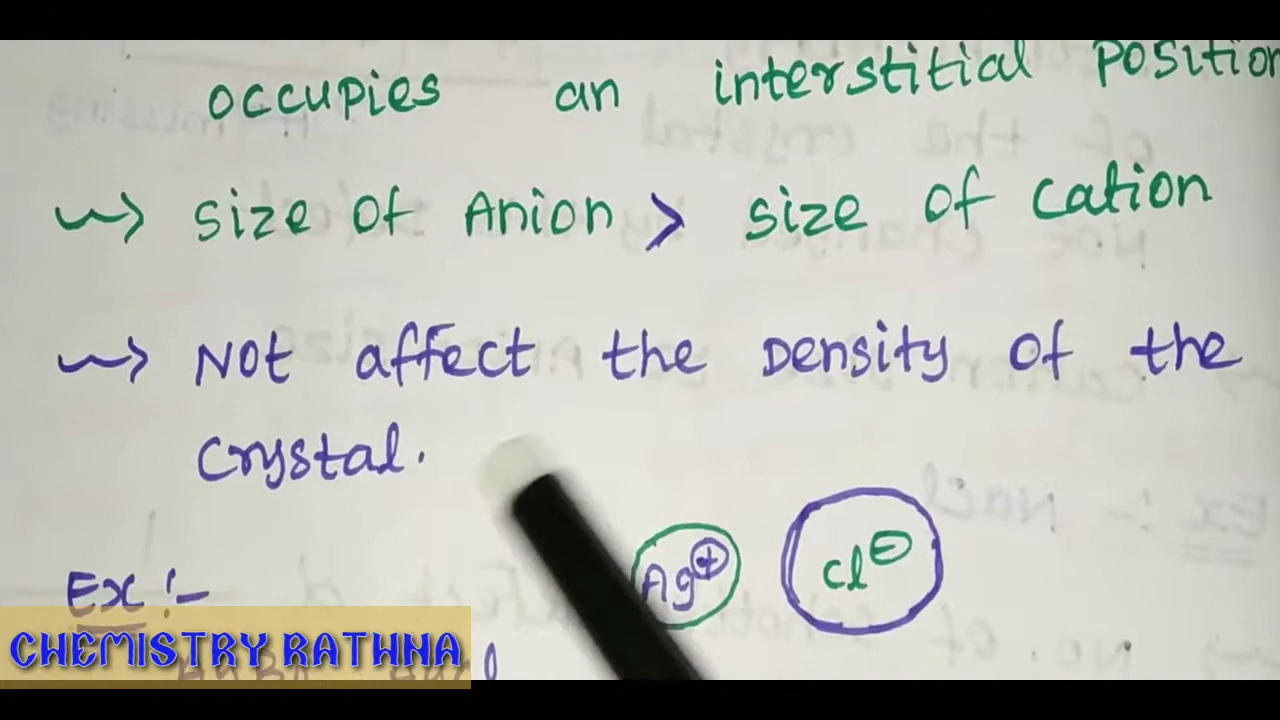 occupies an interstitial position
size of Anion > size of cation
Not affect the Density of the
crystal.
Ag⊕ Cl⊖
Ex :-
CHEMISTRY RATHNA